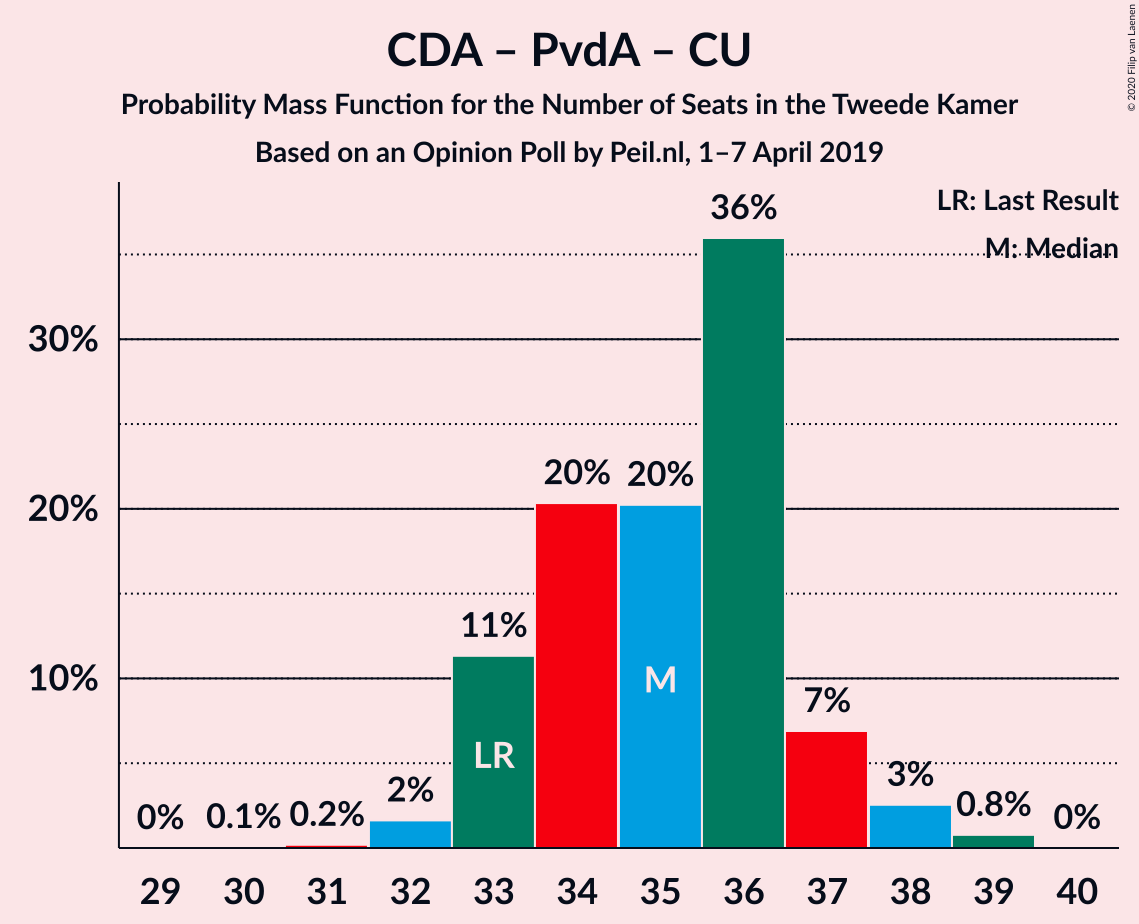 CDA – PvdA – CU
Probability Mass Function for the Number of Seats in the Tweede Kamer
Based on an Opinion Poll by Peil.nl, 1–7 April 2019
© 2020 Filip van Laenen
LR: Last Result
M: Median
30%
20%
10%
0%
0.1%
0.2%
2%
11%
20%
20%
36%
7%
3%
0.8%
0%
LR
M
29 30 31 32 33 34 35 36 37 38 39 40